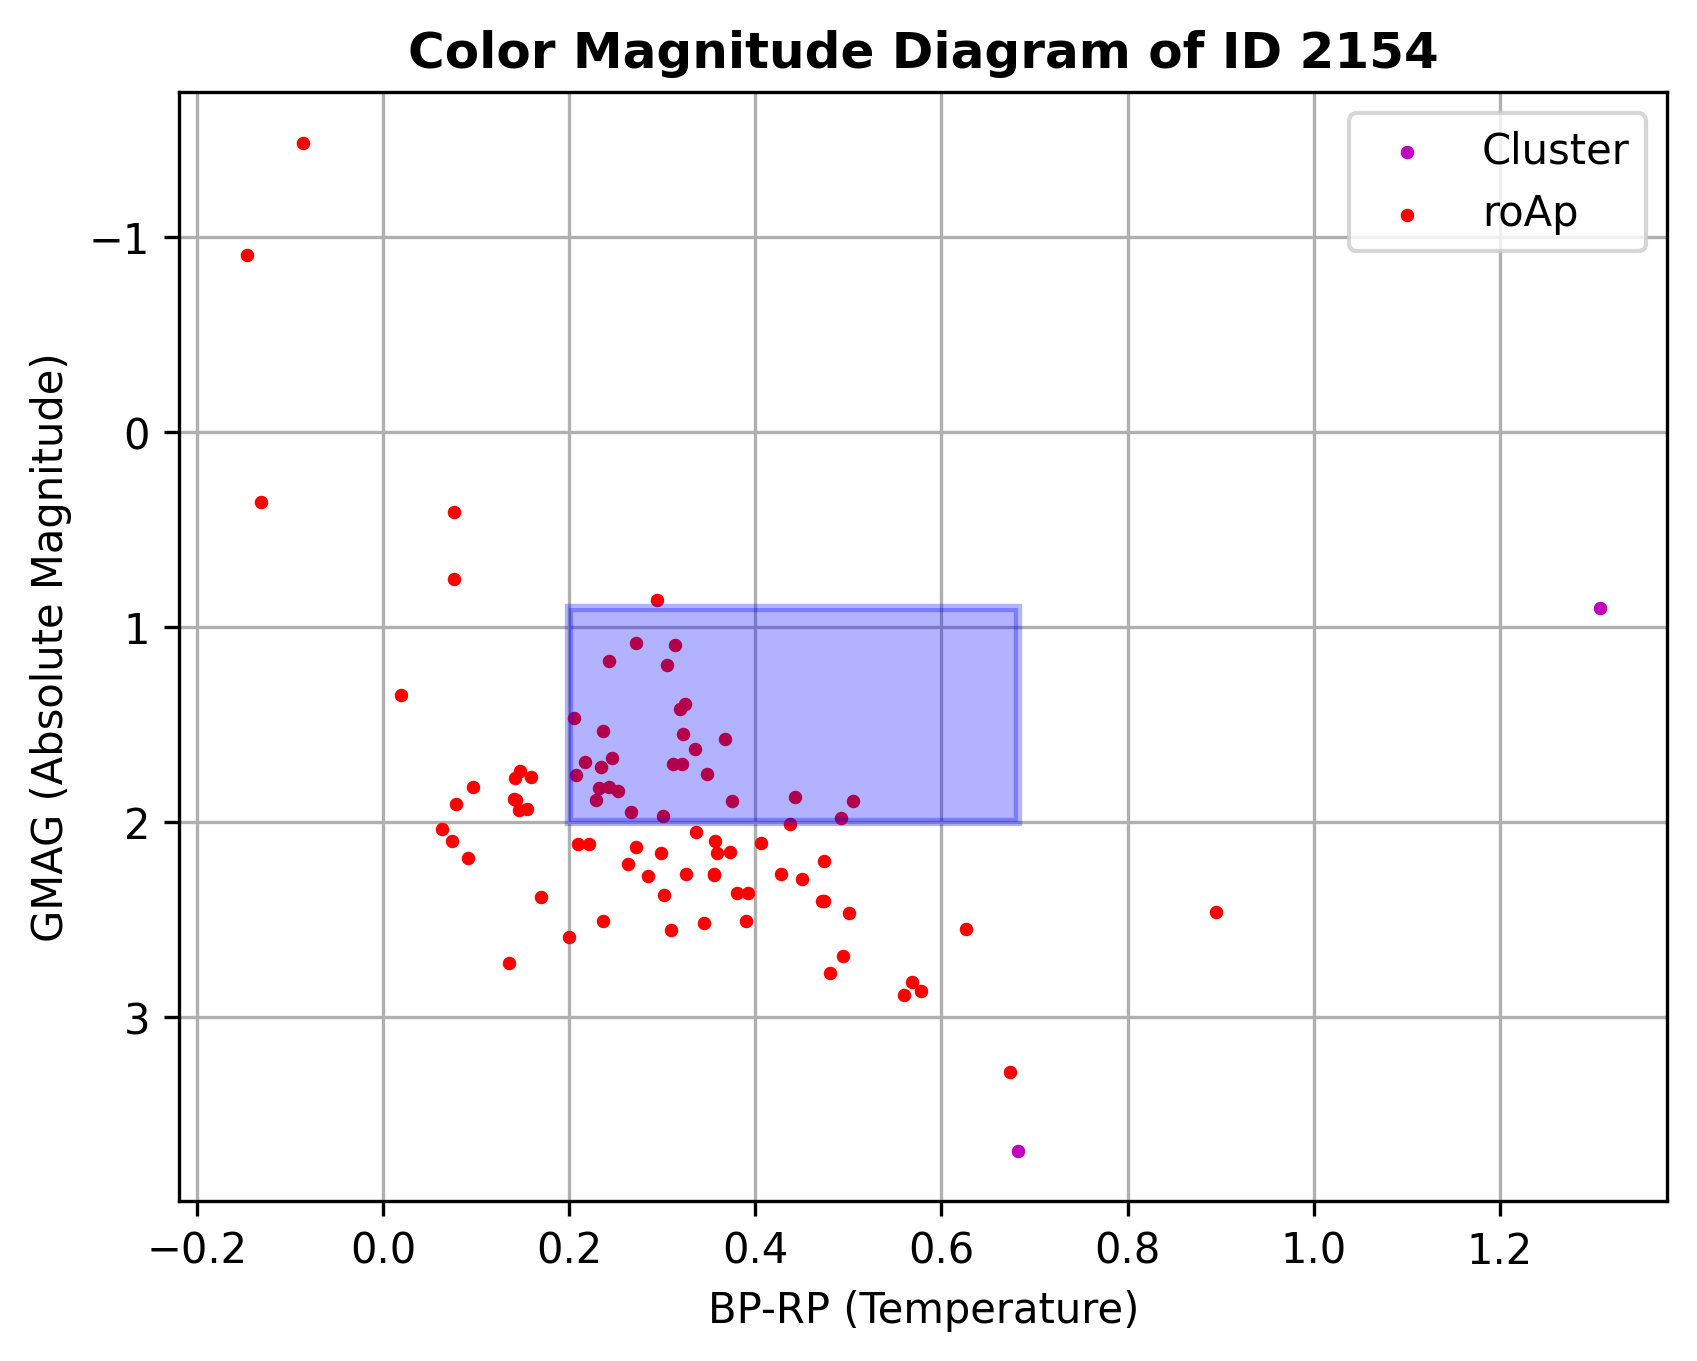 Color Magnitude Diagram of ID 2154
Cluster
roAp
GMAG (Absolute Magnitude)
−1
0
1
2
3
−0.2
0.0
0.2
0.4
0.6
0.8
1.0
1.2
BP-RP (Temperature)